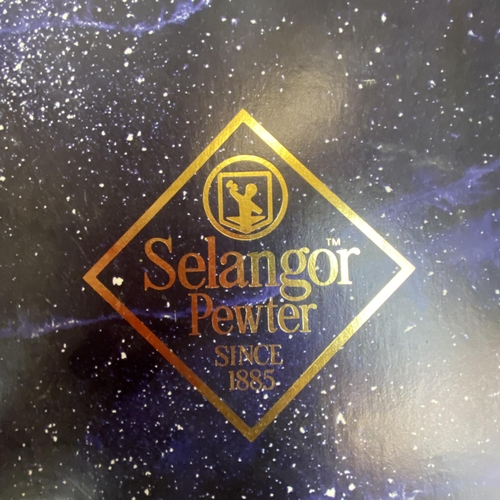 Selangor™
Pewter
SINCE
1885